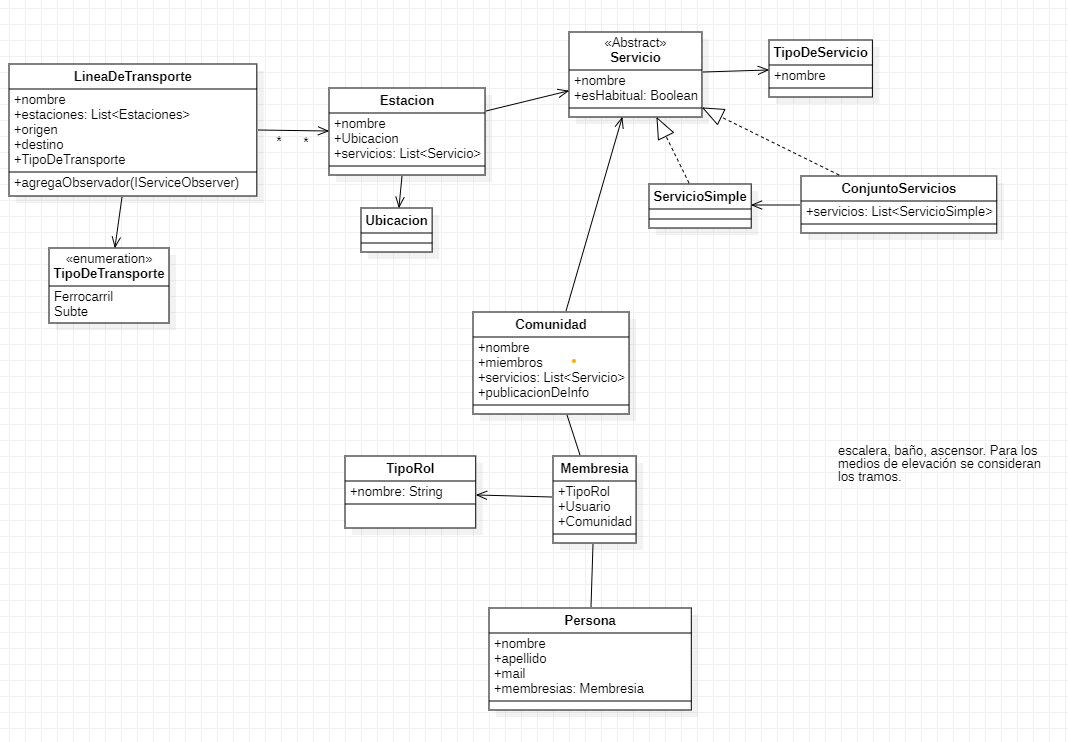 LineaDeTransporte
+nombre
+estaciones: List<Estaciones>
+origen
+destino
+TipoDeTransporte
+agregaObservador(IServiceObserver)
* *
Estacion
+nombre
+Ubicacion
+servicios: List<Servicio>
«Abstract»
Servicio
+nombre
+esHabitual: Boolean
TipoDeServicio
+nombre
Ubicacion
ServicioSimple
ConjuntoServicios
+servicios: List<ServicioSimple>
«enumeration»
TipoDeTransporte
Ferrocarril
Subte
Comunidad
+nombre
+miembros
+servicios: List<Servicio>
+publicacionDeInfo
TipoRol
+nombre: String
Membresia
+TipoRol
+Usuario
+Comunidad
escalera, baño, ascensor. Para los
medios de elevación se consideran
los tramos.
Persona
+nombre
+apellido
+mail
+membresias: Membresia